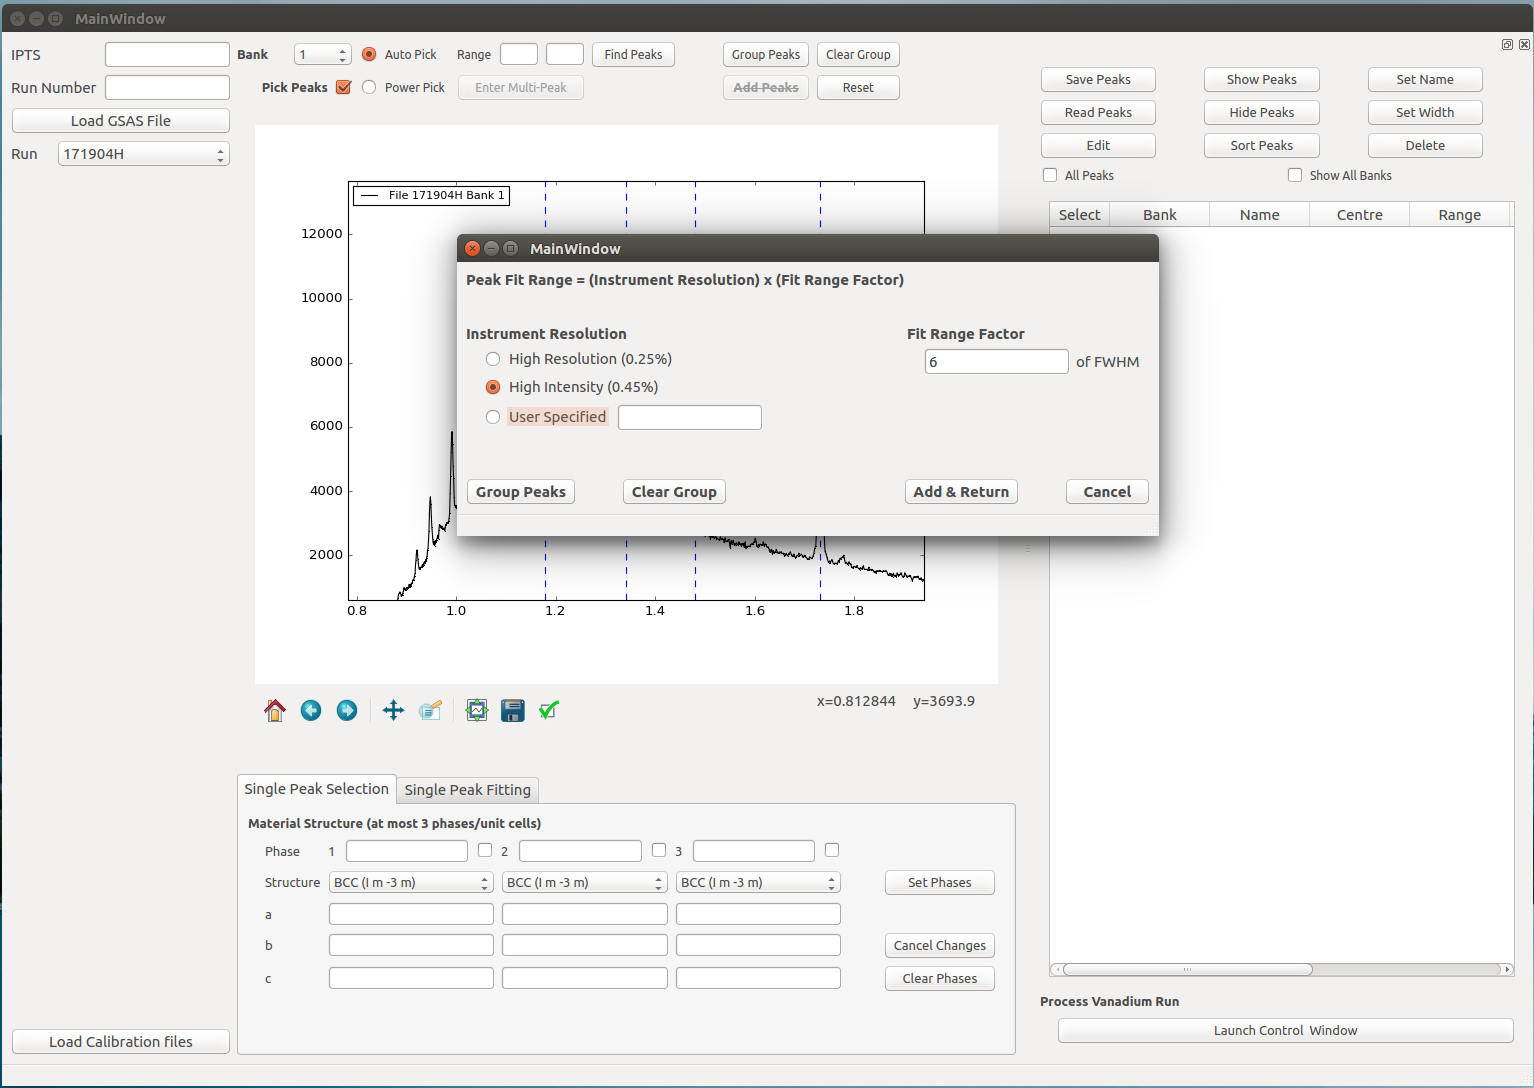 MainWindow
IPTS
Bank 1 Auto Pick Range Find Peaks Group Peaks Clear Group
Run Number
Pick Peaks Power Pick Enter Multi-Peak Add Peaks Reset
Load GSAS File
Run 171904H
Save Peaks Show Peaks Set Name
Read Peaks Hide Peaks Set Width
Edit Sort Peaks Delete
All Peaks Show All Banks
Select Bank Name Centre Range
File 171904H Bank 1
12000
10000
8000
6000
4000
2000
0.8 1.0 1.2 1.4 1.6 1.8
MainWindow
Peak Fit Range = (Instrument Resolution) x (Fit Range Factor)
Instrument Resolution Fit Range Factor
High Resolution (0.25%)
6 of FWHM
High Intensity (0.45%)
User Specified
Group Peaks Clear Group Add & Return Cancel
x=0.812844 y=3693.9
Single Peak Selection Single Peak Fitting
Material Structure (at most 3 phases/unit cells)
Phase 1 2 3
Structure BCC (I m -3 m) BCC (I m -3 m) BCC (I m -3 m) Set Phases
a
b Cancel Changes
c Clear Phases
Process Vanadium Run
Launch Control Window
Load Calibration files